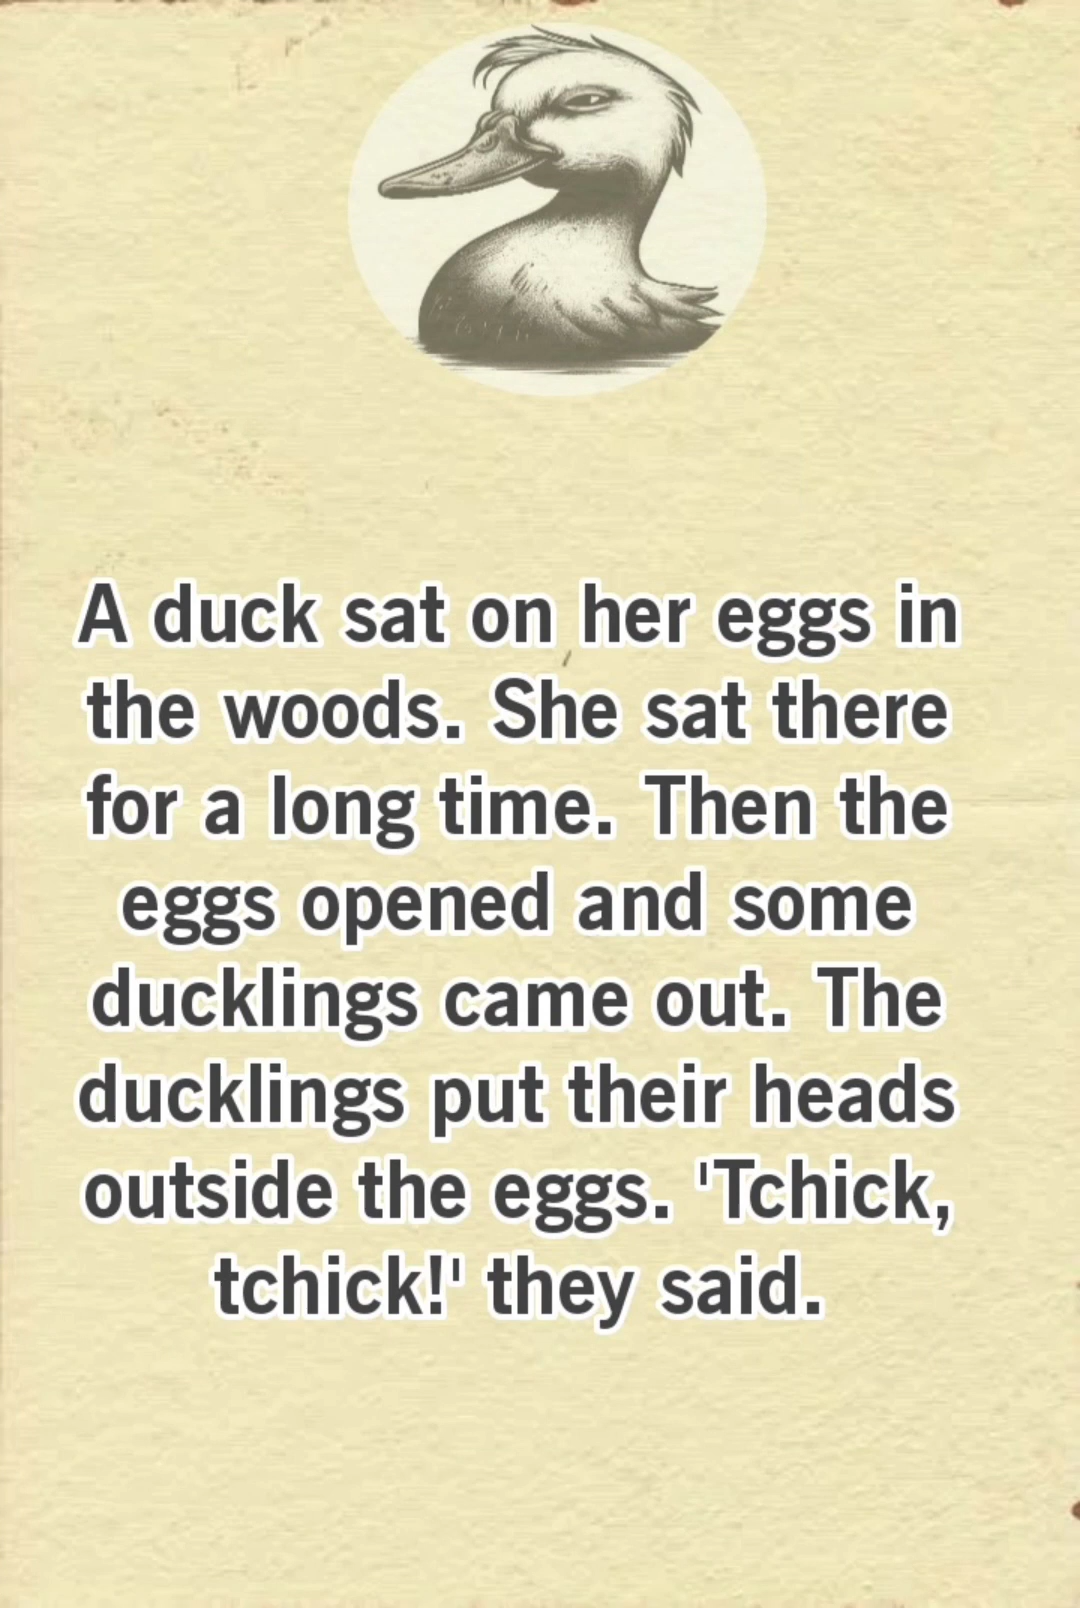 A duck sat on her eggs in
the woods. She sat there
for a long time. Then the
eggs opened and some
ducklings came out. The
ducklings put their heads
outside the eggs. 'Tchick,
tchick!' they said.